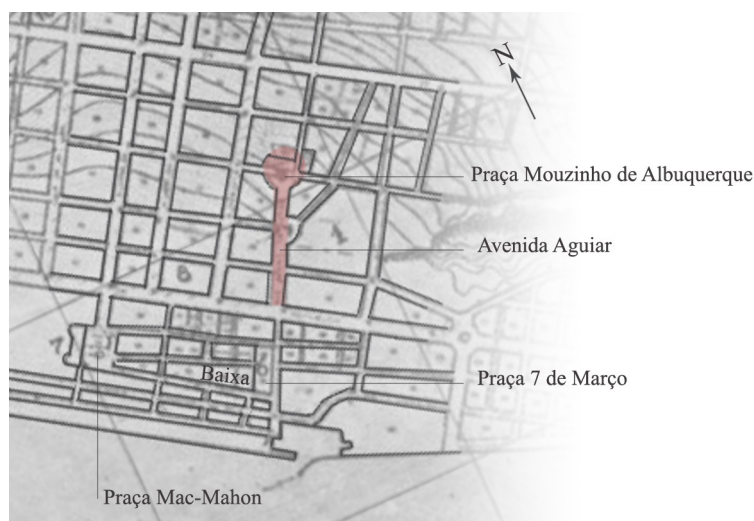 N
Praça Mouzinho de Albuquerque
Avenida Aguiar
Baixa
Praça 7 de Março
Praça Mac-Mahon